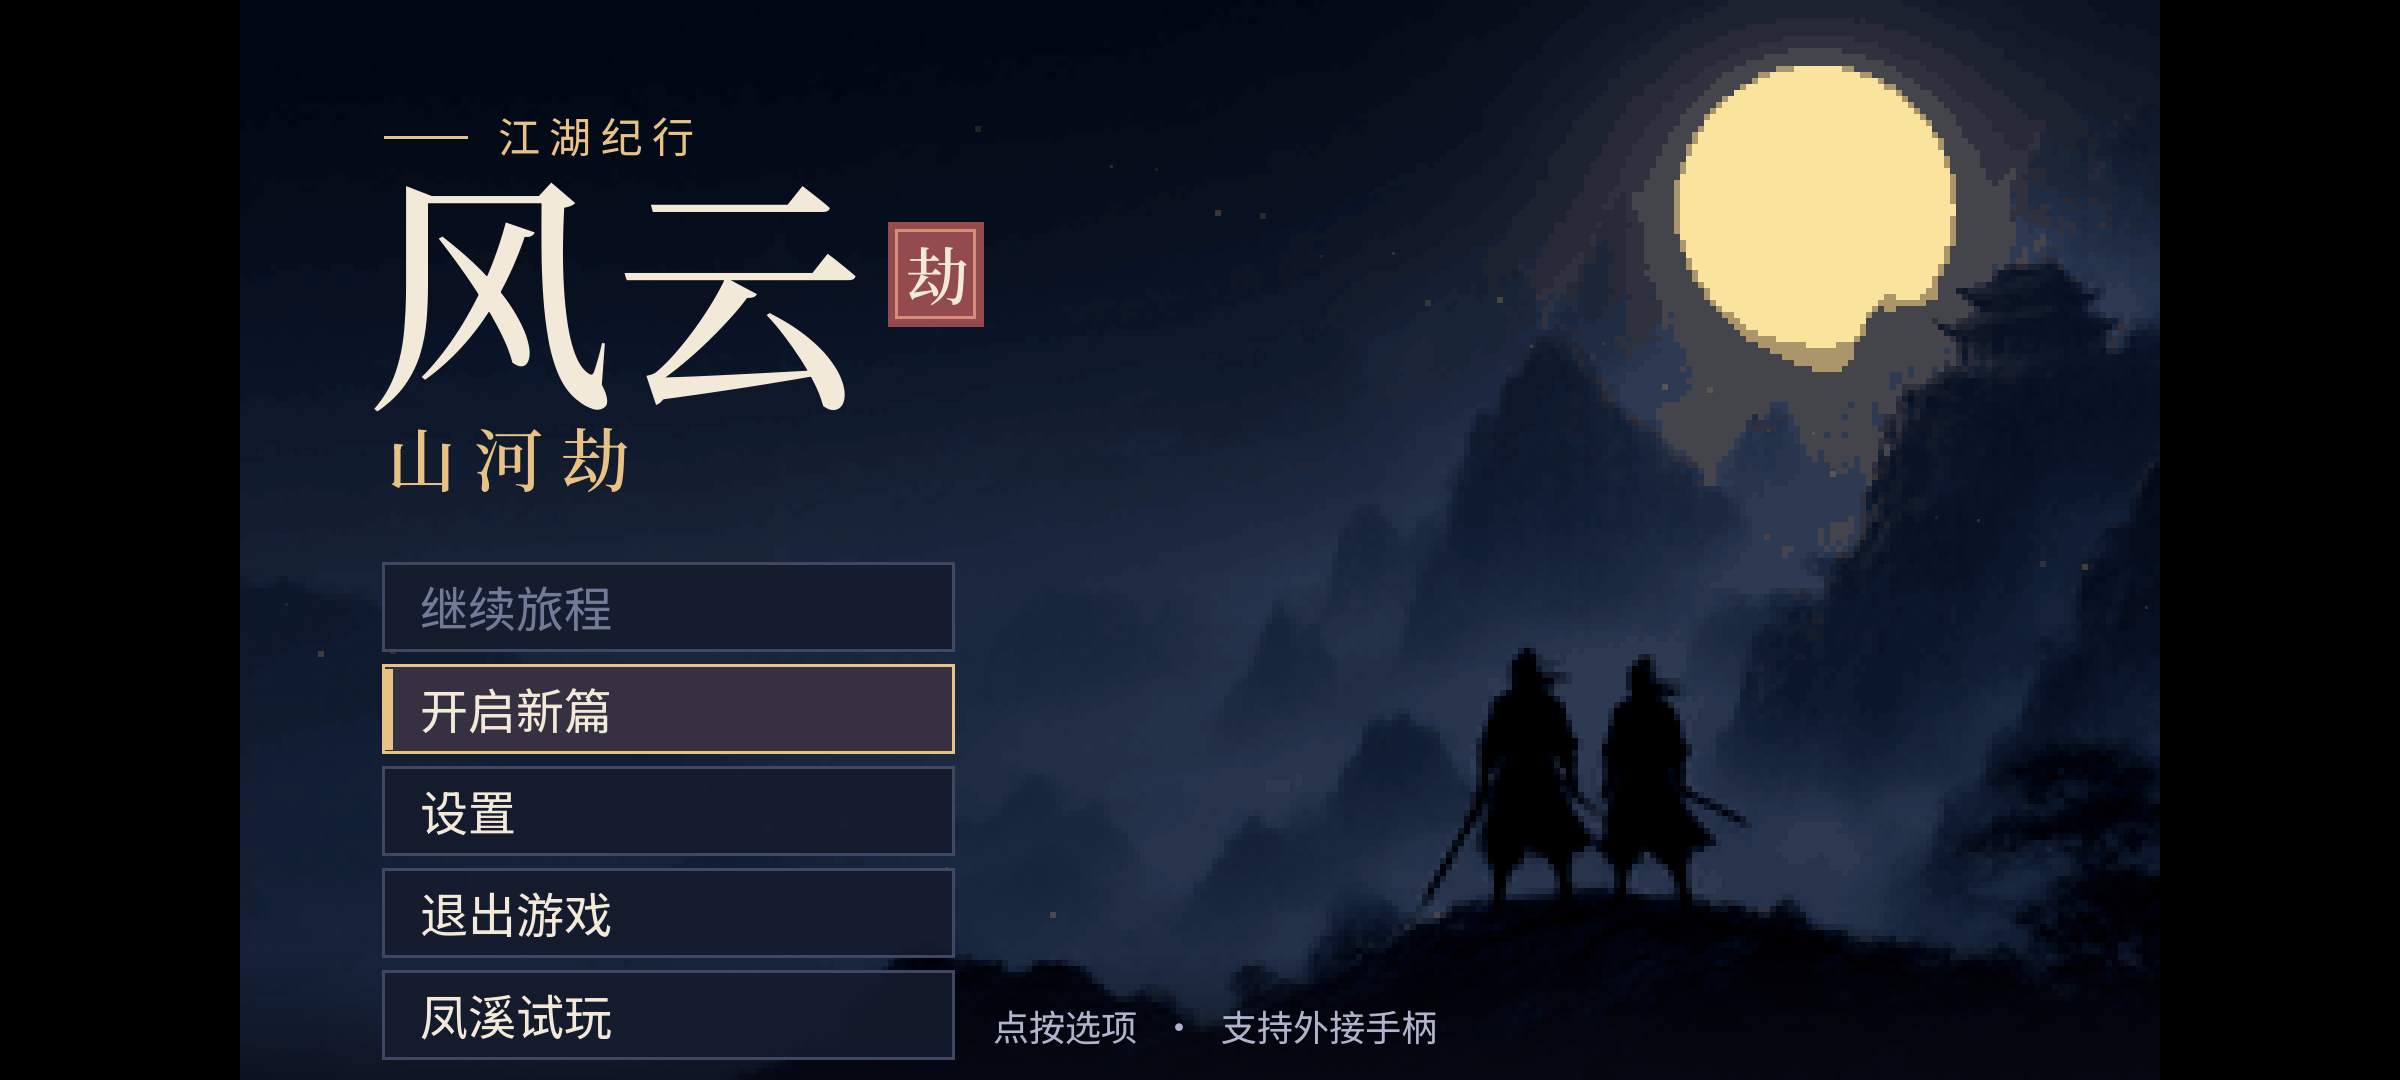 江湖纪行
风云
劫
山河劫
继续旅程
开启新篇
设置
退出游戏
凤溪试玩
点按选项 • 支持外接手柄